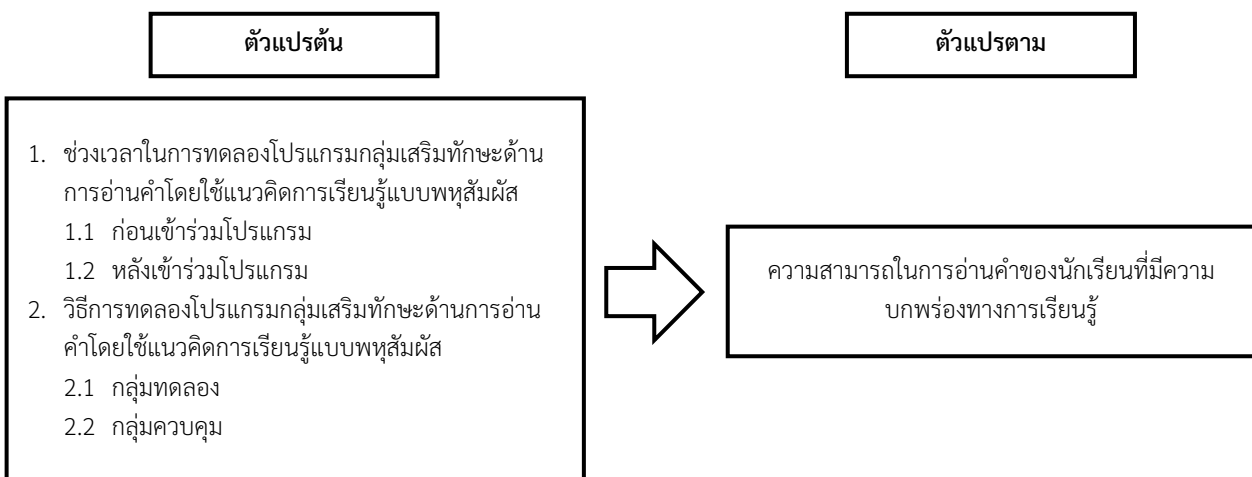 ตัวแปรต้น
ตัวแปรตาม
1. ช่วงเวลาในการทดลองโปรแกรมกลุ่มเสริมทักษะด้าน
การอ่านคำโดยใช้แนวคิดการเรียนรู้แบบพหุสัมผัส
1.1 ก่อนเข้าร่วมโปรแกรม
1.2 หลังเข้าร่วมโปรแกรม
2. วิธีการทดลองโปรแกรมกลุ่มเสริมทักษะด้านการอ่าน
คำโดยใช้แนวคิดการเรียนรู้แบบพหุสัมผัส
2.1 กลุ่มทดลอง
2.2 กลุ่มควบคุม
ความสามารถในการอ่านคำของนักเรียนที่มีความ
บกพร่องทางการเรียนรู้